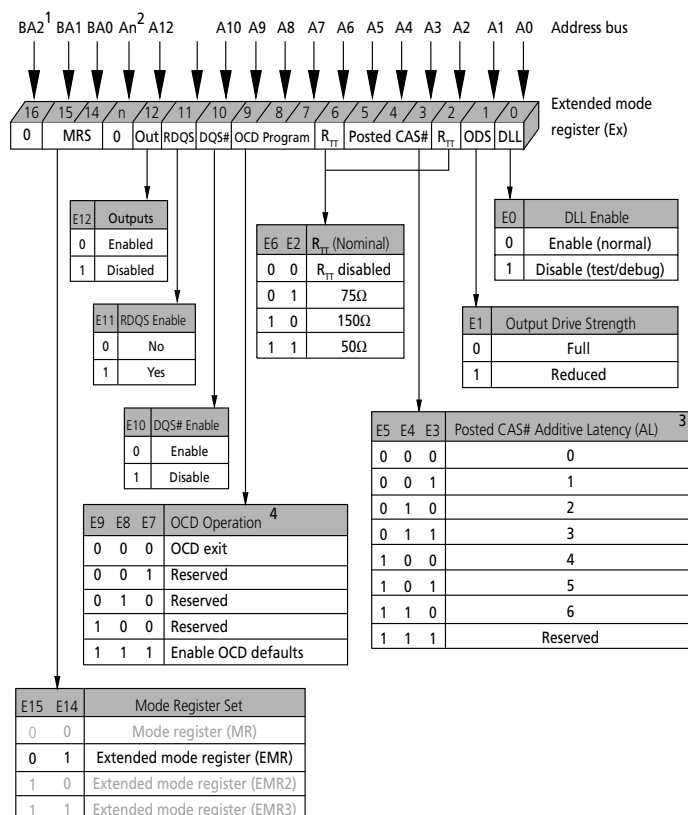 BA2 1 BA1 BA0 An 2 A12 A10 A9 A8 A7 A6 A5 A4 A3 A2 A1 A0 Address bus
16 15 14 n 12 11 10 9 8 7 6 5 4 3 2 1 0
0 MRS 0 Out RDQS DQS# OCD Program RTT Posted CAS# RTT ODS DLL
Extended mode
register (Ex)
E12 Outputs
0 Enabled
1 Disabled
E0 DLL Enable
0 Enable (normal)
1 Disable (test/debug)
E6 E2 RTT (Nominal)
0 0 RTT disabled
0 1 75Ω
1 0 150Ω
1 1 50Ω
E11 RDQS Enable
0 No
1 Yes
E1 Output Drive Strength
0 Full
1 Reduced
E10 DQS# Enable
0 Enable
1 Disable
E5 E4 E3 Posted CAS# Additive Latency (AL) 3
0 0 0 0
0 0 1 1
0 1 0 2
0 1 1 3
1 0 0 4
1 0 1 5
1 1 0 6
1 1 1 Reserved
E9 E8 E7 OCD Operation 4
0 0 0 OCD exit
0 0 1 Reserved
0 1 0 Reserved
1 0 0 Reserved
1 1 1 Enable OCD defaults
E15 E14 Mode Register Set
0 0 Mode register (MR)
0 1 Extended mode register (EMR)
1 0 Extended mode register (EMR2)
1 1 Extended mode register (EMR3)